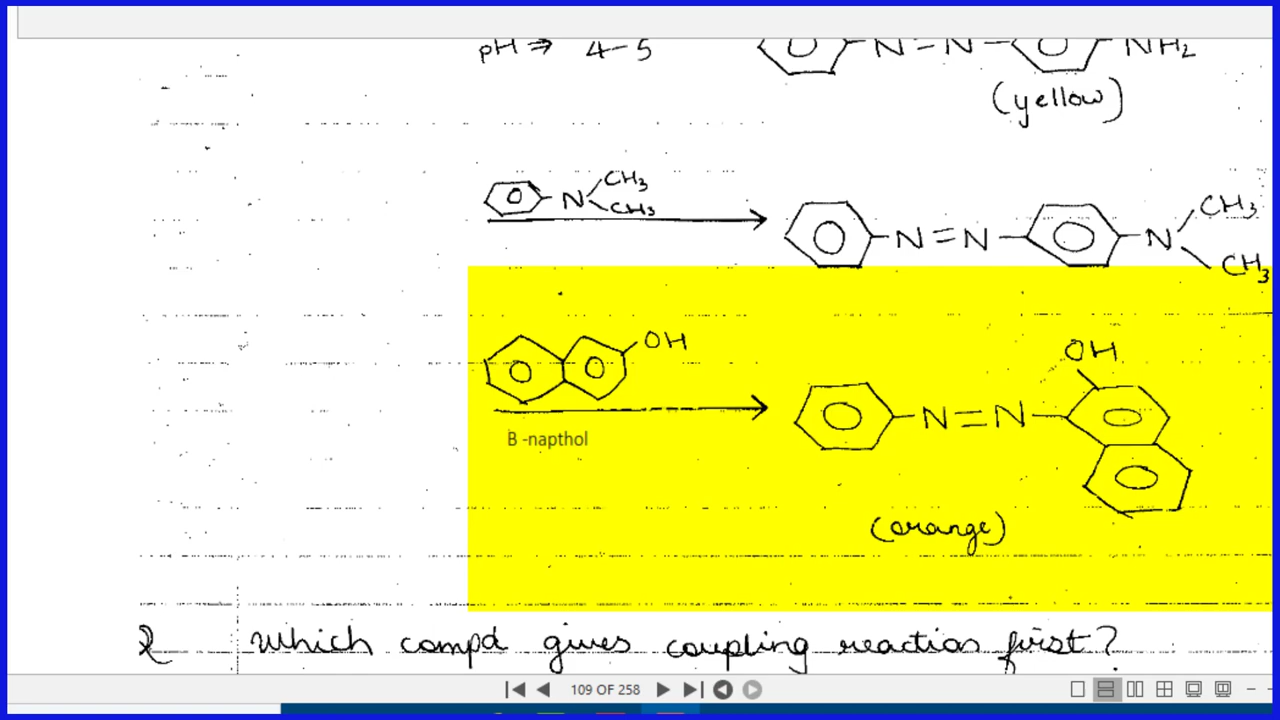 pH ⇒ 4-5
N=N NH2
(yellow)
N CH3
CH3
N=N N CH3
CH3
OH
OH
N=N
B -napthol
(orange)
2 which compd gives coupling reaction first?
109 OF 258